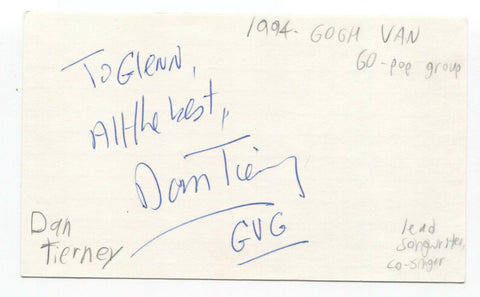 1994- GOGH VAN
GO-pop group
To Glenn,
All the best,
Dan Tierney
GVG
Dan
Tierney
lead
songwriter,
co-singer